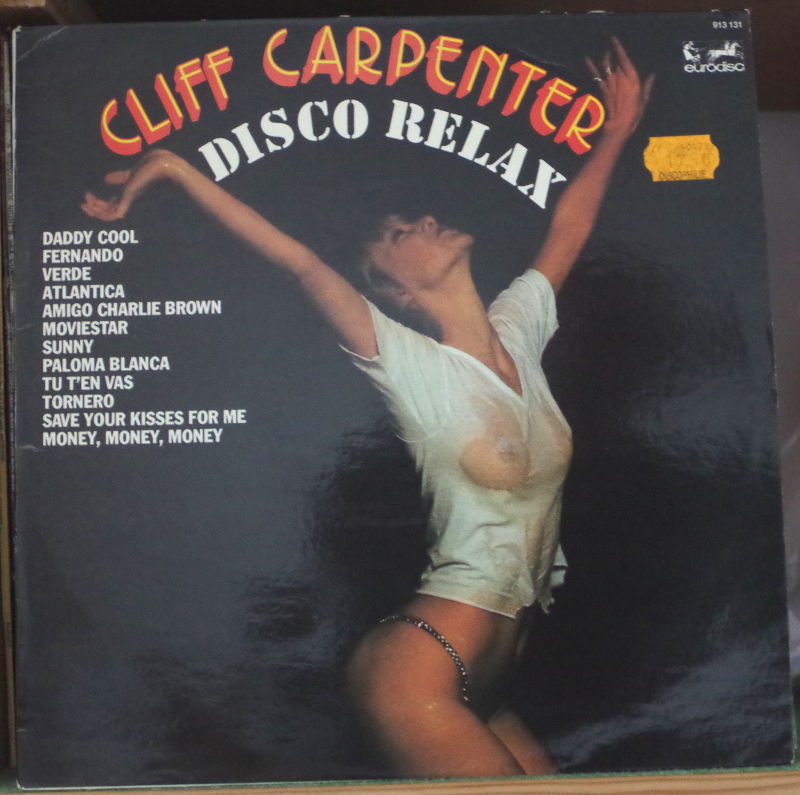 913 131
eurodisc
CLIFF CARPENTER
DISCO RELAX
DISCOPHILE
DADDY COOL
FERNANDO
VERDE
ATLANTICA
AMIGO CHARLIE BROWN
MOVIESTAR
SUNNY
PALOMA BLANCA
TU T'EN VAS
TORNERO
SAVE YOUR KISSES FOR ME
MONEY, MONEY, MONEY